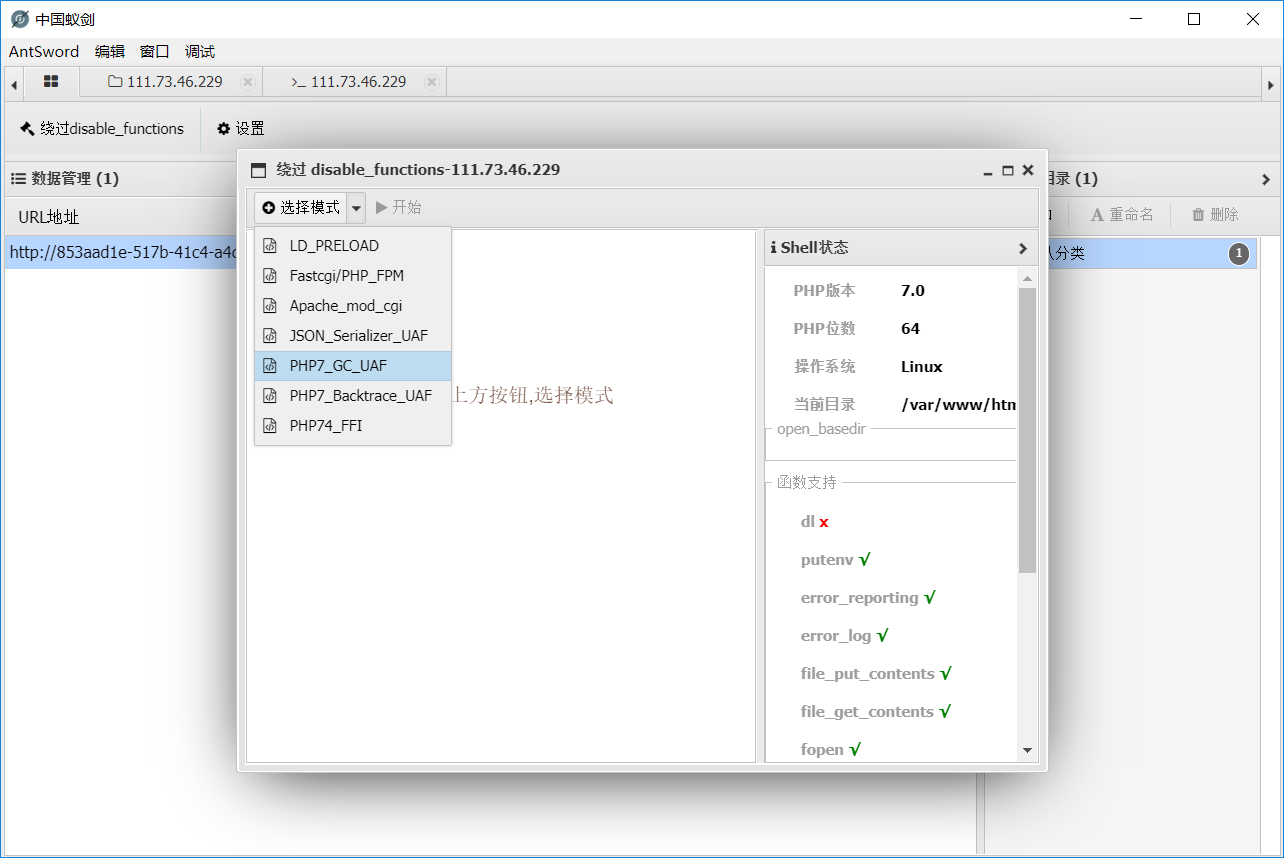 中国蚁剑
AntSword 编辑 窗口 调试
111.73.46.229 >_ 111.73.46.229
绕过disable_functions 设置
绕过 disable_functions-111.73.46.229
数据管理 (1)
目录 (1)
选择模式 开始
URL地址
重命名 删除
http://853aad1e-517b-41c4-a4
分类 1
LD_PRELOAD
Fastcgi/PHP_FPM
Apache_mod_cgi
JSON_Serializer_UAF
PHP7_GC_UAF
PHP7_Backtrace_UAF
PHP74_FFI
上方按钮,选择模式
Shell状态
PHP版本 7.0
PHP位数 64
操作系统 Linux
当前目录 /var/www/htm
open_basedir
函数支持
dl x
putenv √
error_reporting √
error_log √
file_put_contents √
file_get_contents √
fopen √